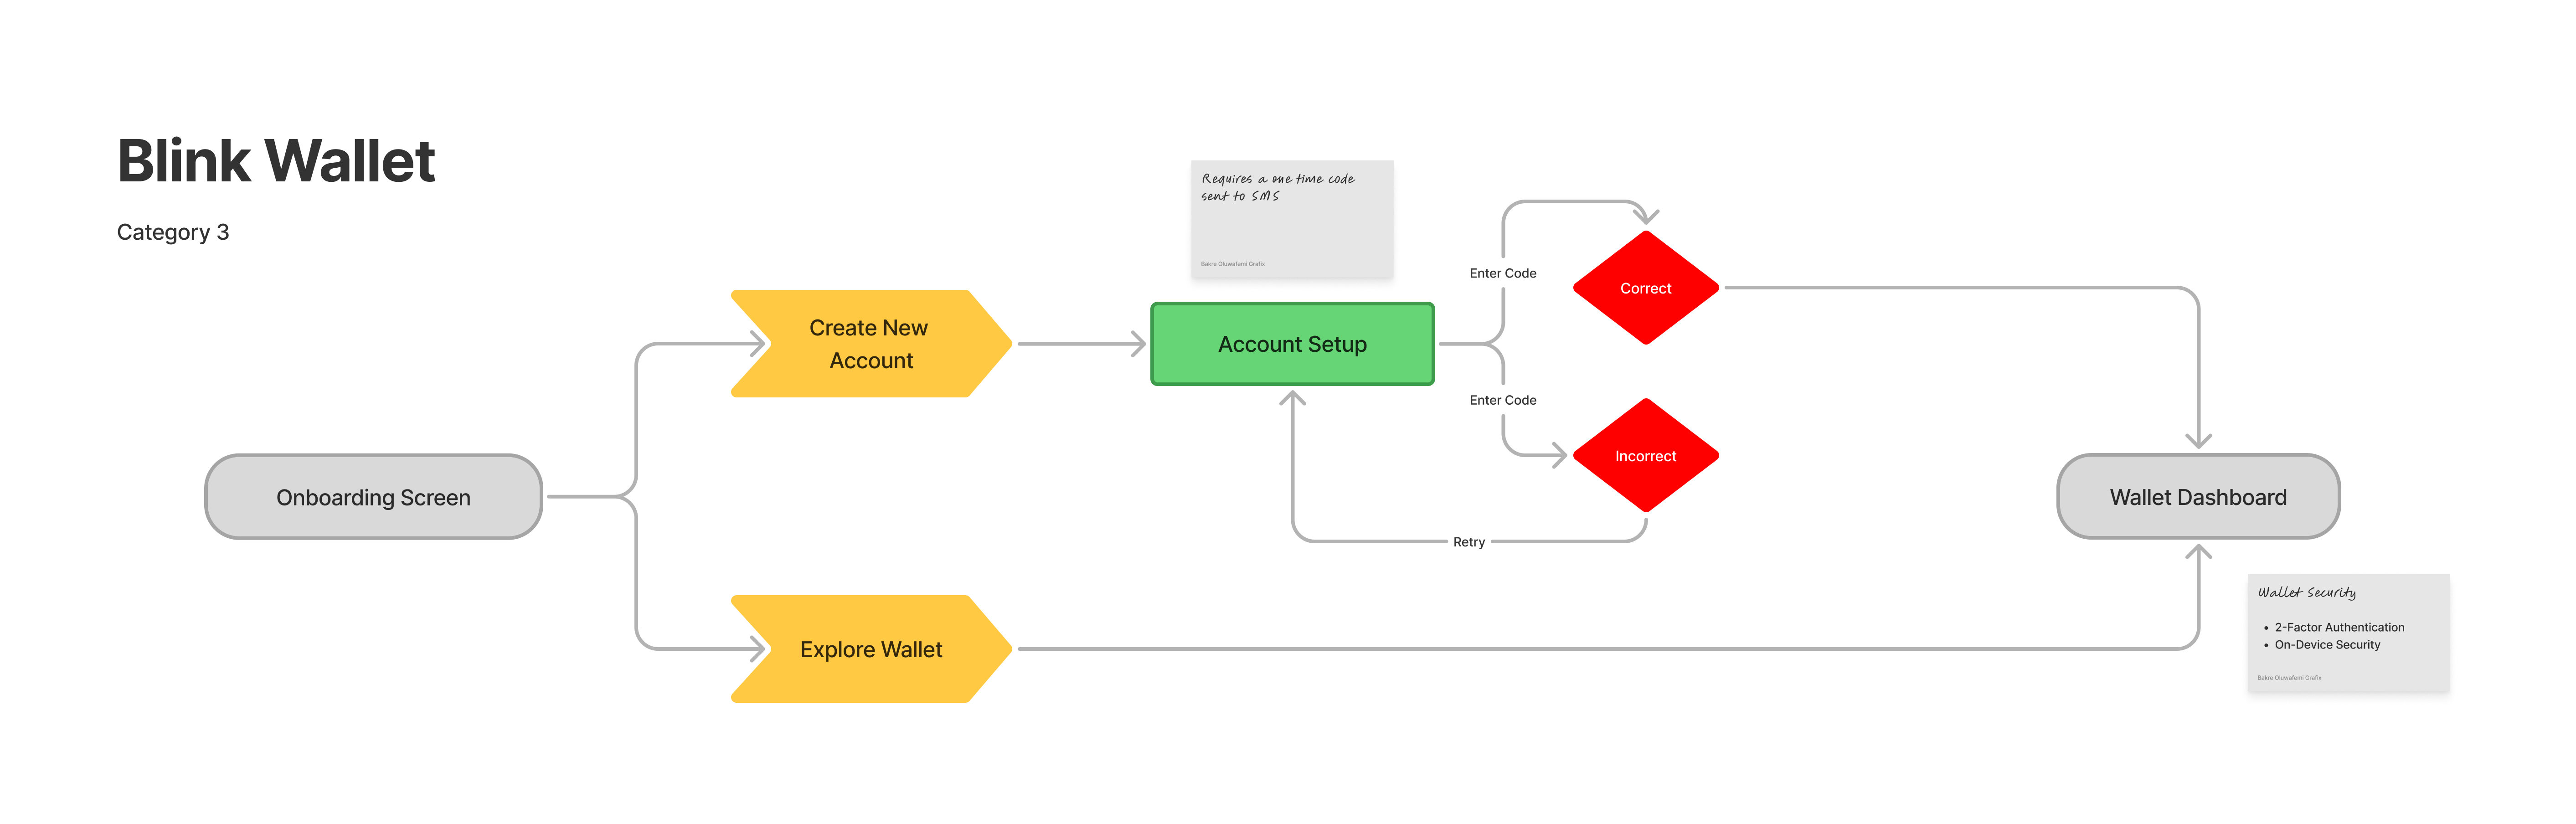 Blink Wallet
Category 3
Requires a one time code
sent to SMS
Bakre Oluwafemi Grafix
Enter Code
Correct
Create New
Account
Account Setup
Enter Code
Incorrect
Onboarding Screen
Wallet Dashboard
Retry
Explore Wallet
Wallet Security
• 2-Factor Authentication
• On-Device Security
Bakre Oluwafemi Grafix